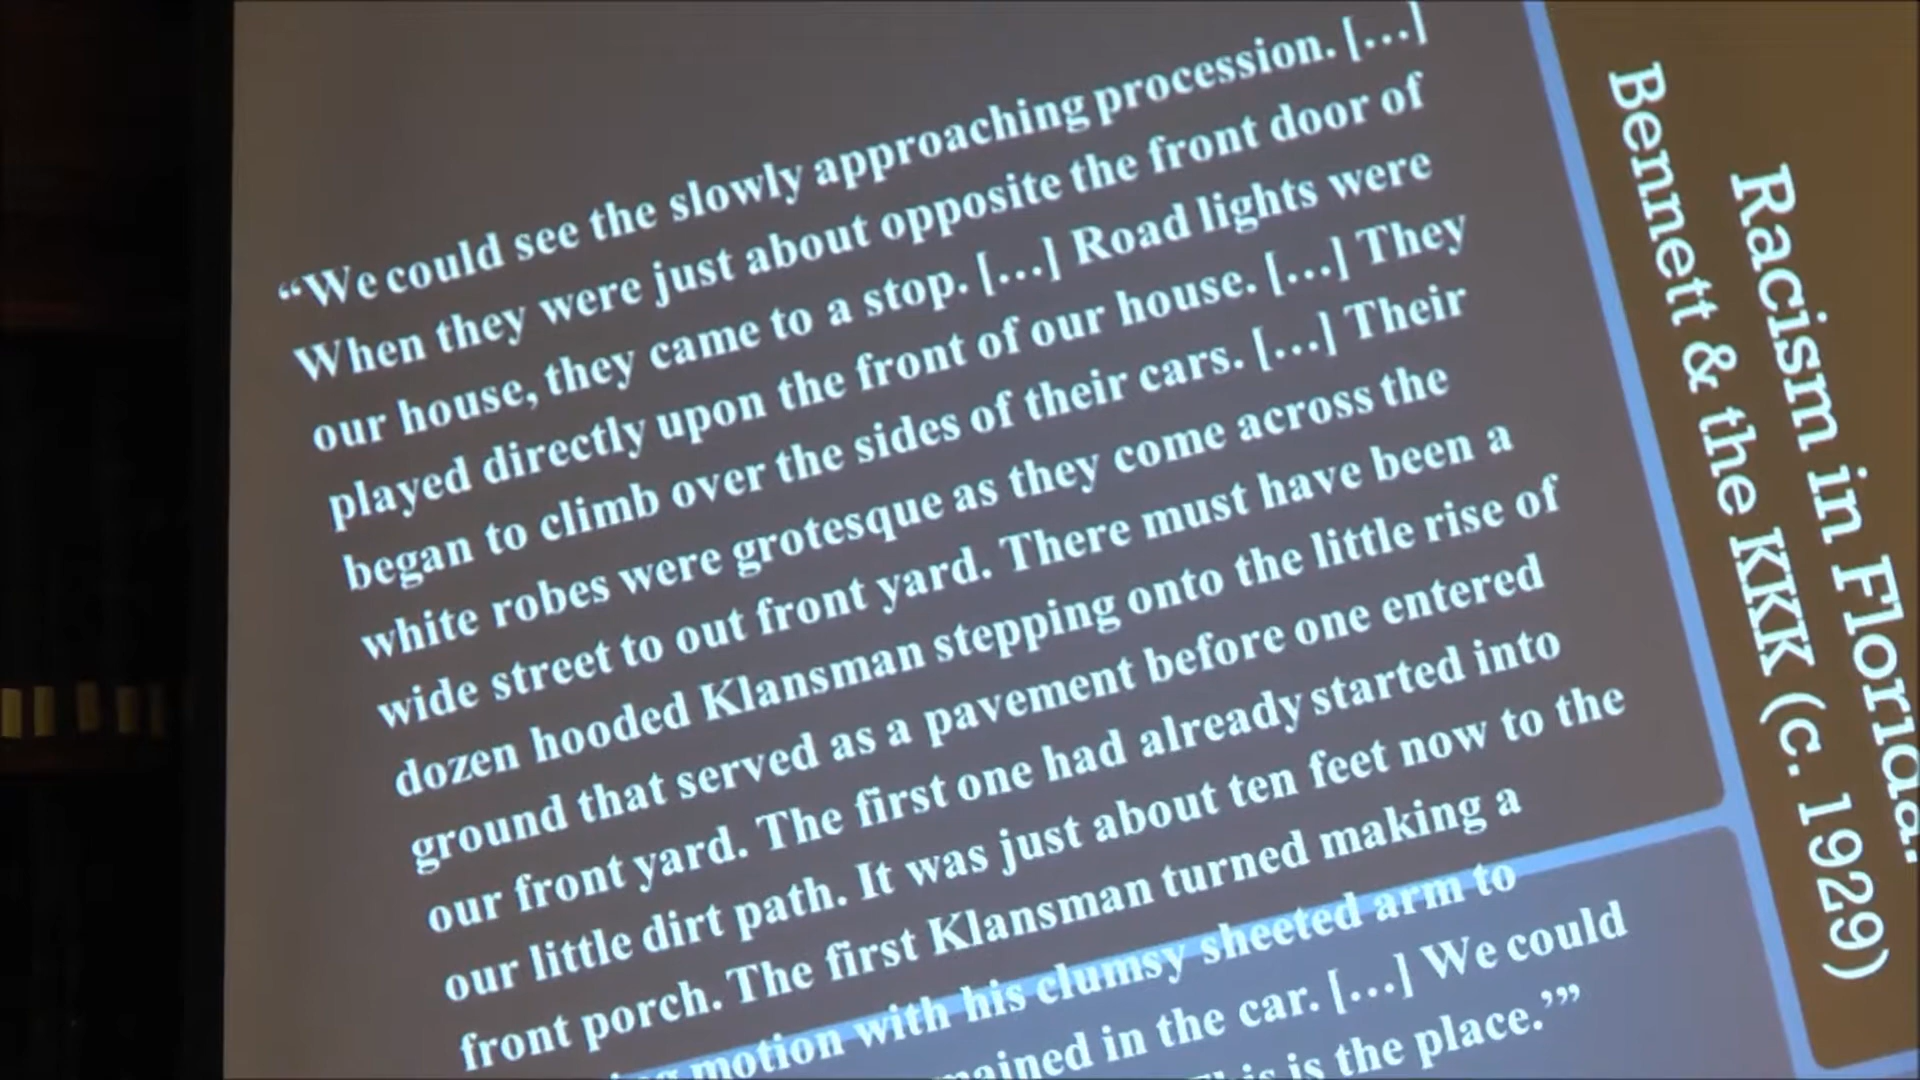 “We could see the slowly approaching procession. […]
When they were just about opposite the front door of
our house, they came to a stop. […] Road lights were
played directly upon the front of our house. […] They
began to climb over the sides of their cars. […] Their
white robes were grotesque as they come across the
wide street to out front yard. There must have been a
dozen hooded Klansman stepping onto the little rise of
ground that served as a pavement before one entered
our front yard. The first one had already started into
our little dirt path. It was just about ten feet now to the
front porch. The first Klansman turned making a
motion with his clumsy sheeted arm to
in the car. […] We could
is the place.’”
Racism in Florida:
Bennett & the KKK (c. 1929)